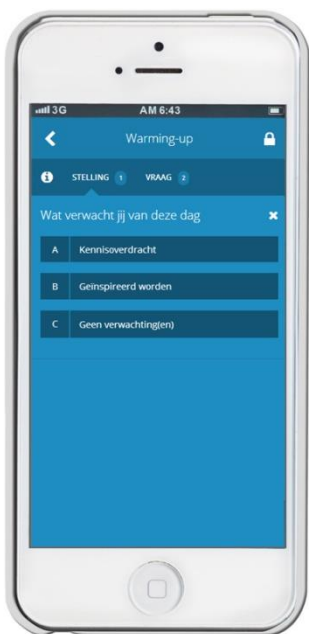 3G AM 6:43
Warming-up
STELLING 1 VRAAG 2
Wat verwacht jij van deze dag
A Kennisoverdracht
B Geïnspireerd worden
C Geen verwachting(en)